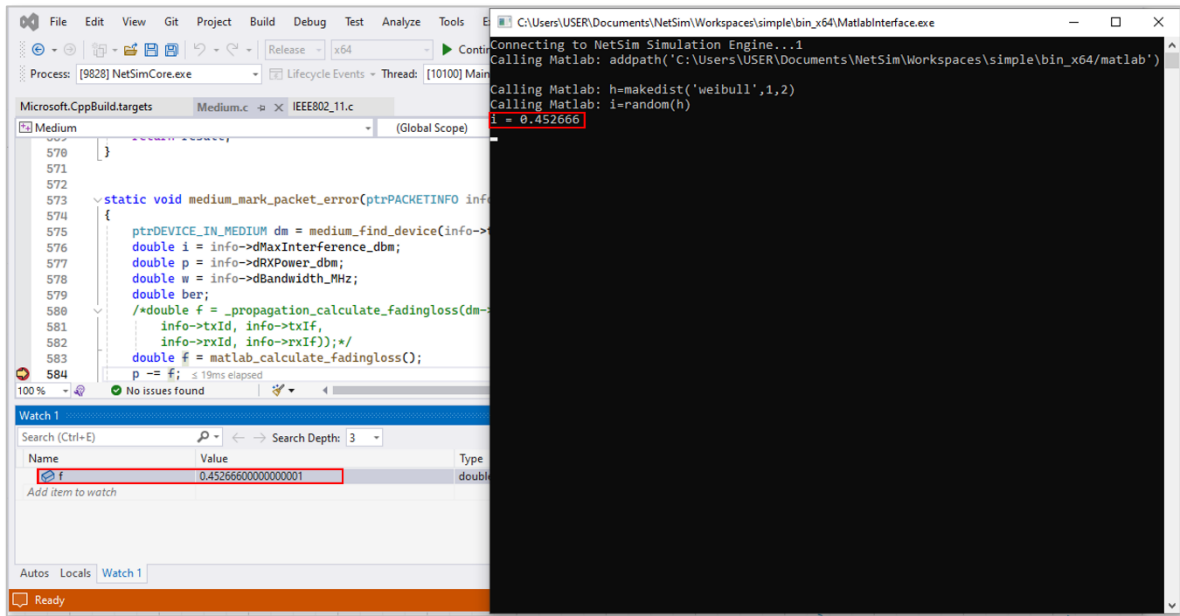 File Edit View Git Project Build Debug Test Analyze Tools
Release x64
Process: [9828] NetSimCore.exe Lifecycle Events Thread: [10100] Main
Microsoft.CppBuild.targets Medium.c IEEE802_11.c
Medium (Global Scope)
570 }
571
572
573 static void medium_mark_packet_error(ptrPACKETINFO
574 {
575 ptrDEVICE_IN_MEDIUM dm = medium_find_device(info->
576 double i = info->dMaxInterference_dbm;
577 double p = info->dRXPower_dbm;
578 double w = info->dBandwidth_MHz;
579 double ber;
580 /*double f = _propagation_calculate_fadingloss(dm->
581 info->txId, info->txIf,
582 info->rxId, info->rxIf));*/
583 double f = matlab_calculate_fadingloss();
584 p -= f; ≤ 19ms elapsed
100 % No issues found
Watch 1
Search (Ctrl+E) Search Depth: 3
Name Value Type
f 0.45266600000000001
Add item to watch
Autos Locals Watch 1
Ready
C:\Users\USER\Documents\NetSim\Workspaces\simple\bin_x64\MatlabInterface.exe
Connecting to NetSim Simulation Engine...1
Calling Matlab: addpath('C:\Users\USER\Documents\NetSim\Workspaces\simple\bin_x64/matlab')
Calling Matlab: h=makedist('weibull',1,2)
Calling Matlab: i=random(h)
i = 0.452666